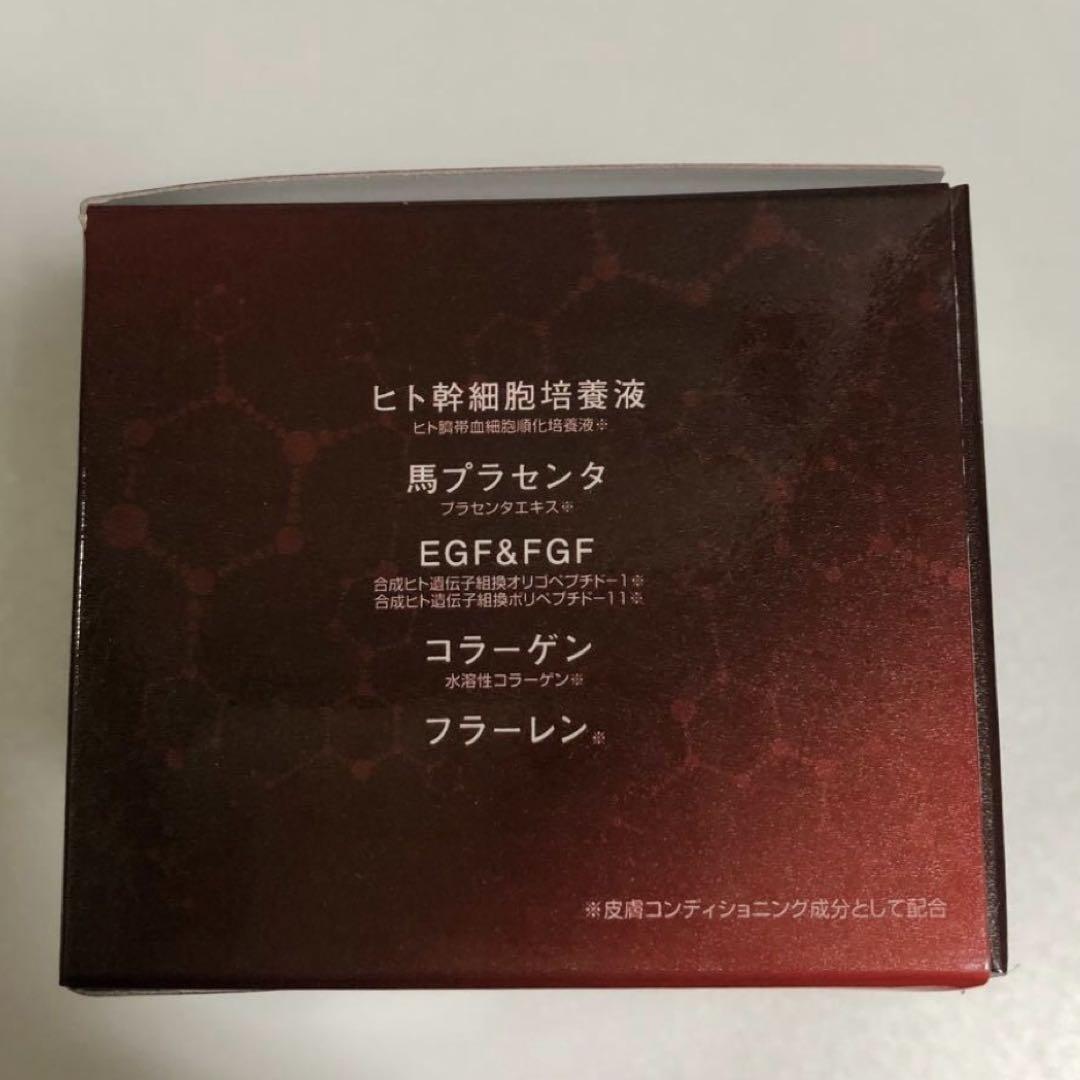 ヒト幹細胞培養液
ヒト臍帯血細胞順化培養液※
馬プラセンタ
プラセンタエキス※
EGF&FGF
合成ヒト遺伝子組換オリゴペプチド-1※
合成ヒト遺伝子組換ポリペプチド-11※
コラーゲン
水溶性コラーゲン※
フラーレン※
※皮膚コンディショニング成分として配合